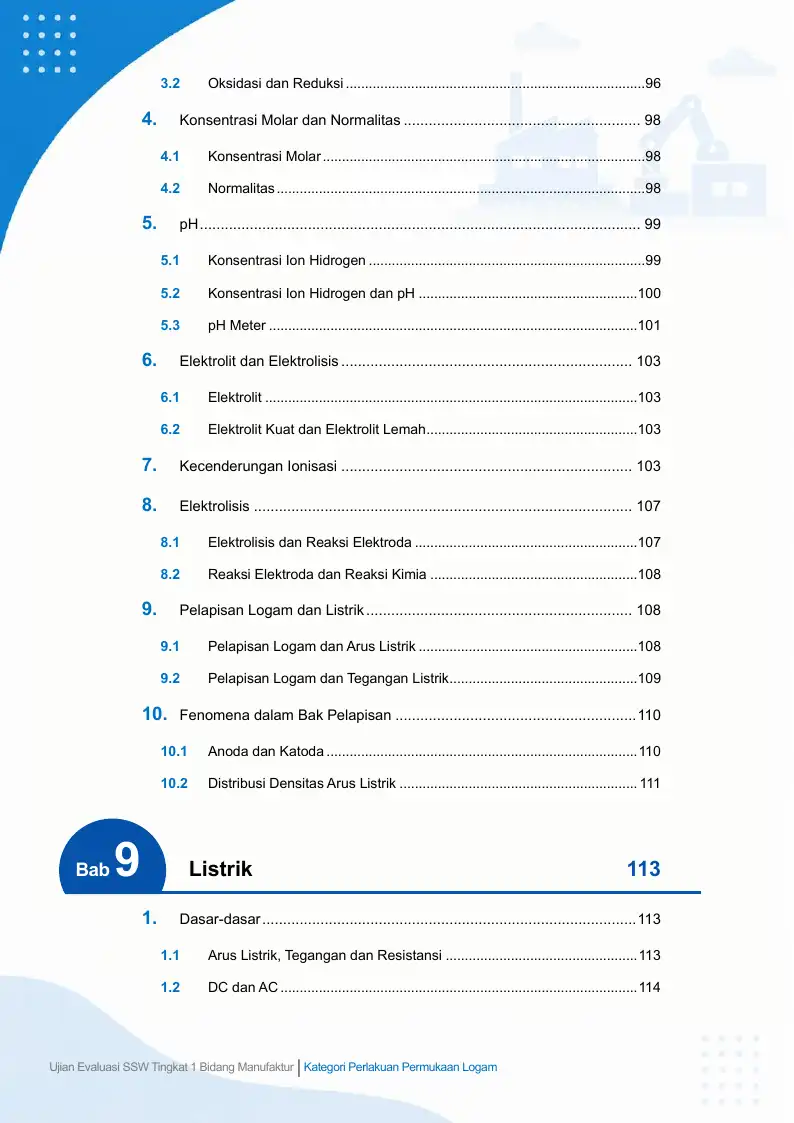 3.2 Oksidasi dan Reduksi ..............................................................................96
4. Konsentrasi Molar dan Normalitas ......................................................... 98
4.1 Konsentrasi Molar....................................................................................98
4.2 Normalitas................................................................................................98
5. pH.......................................................................................................... 99
5.1 Konsentrasi Ion Hidrogen ........................................................................99
5.2 Konsentrasi Ion Hidrogen dan pH .........................................................100
5.3 pH Meter ................................................................................................101
6. Elektrolit dan Elektrolisis...................................................................... 103
6.1 Elektrolit .................................................................................................103
6.2 Elektrolit Kuat dan Elektrolit Lemah.......................................................103
7. Kecenderungan Ionisasi ...................................................................... 103
8. Elektrolisis ........................................................................................... 107
8.1 Elektrolisis dan Reaksi Elektroda ..........................................................107
8.2 Reaksi Elektroda dan Reaksi Kimia ......................................................108
9. Pelapisan Logam dan Listrik................................................................ 108
9.1 Pelapisan Logam dan Arus Listrik .........................................................108
9.2 Pelapisan Logam dan Tegangan Listrik.................................................109
10. Fenomena dalam Bak Pelapisan ..........................................................110
10.1 Anoda dan Katoda.................................................................................110
10.2 Distribusi Densitas Arus Listrik .............................................................. 111
Bab 9 Listrik 113
1. Dasar-dasar..........................................................................................113
1.1 Arus Listrik, Tegangan dan Resistansi ..................................................113
1.2 DC dan AC.............................................................................................114
Ujian Evaluasi SSW Tingkat 1 Bidang Manufaktur | Kategori Perlakuan Permukaan Logam